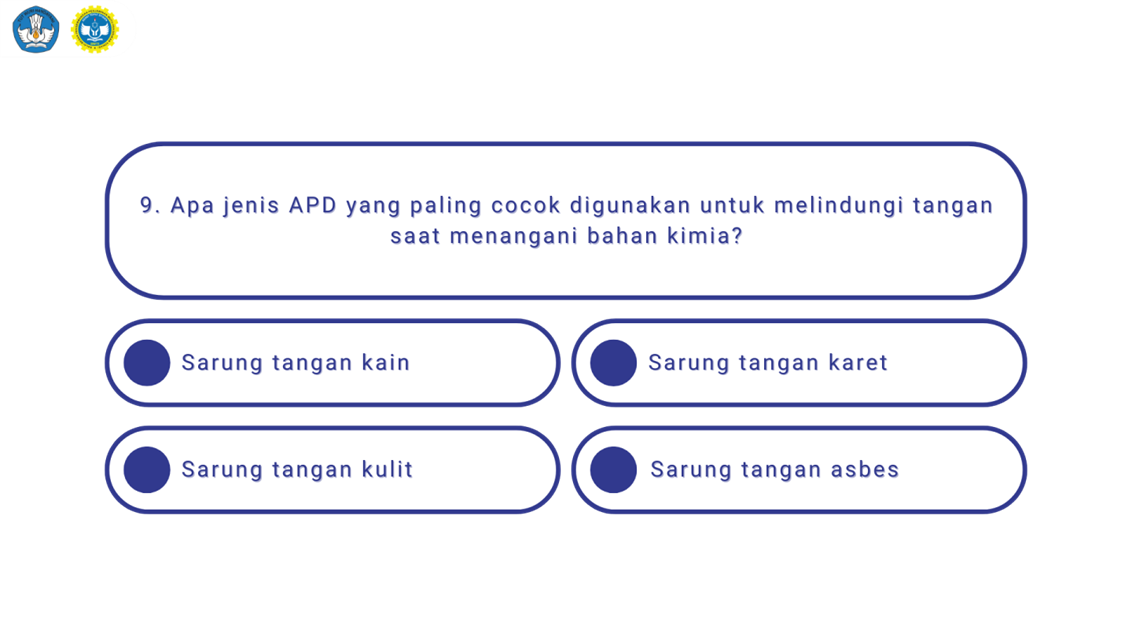 9. Apa jenis APD yang paling cocok digunakan untuk melindungi tangan
saat menangani bahan kimia?
Sarung tangan kain
Sarung tangan karet
Sarung tangan kulit
Sarung tangan asbes